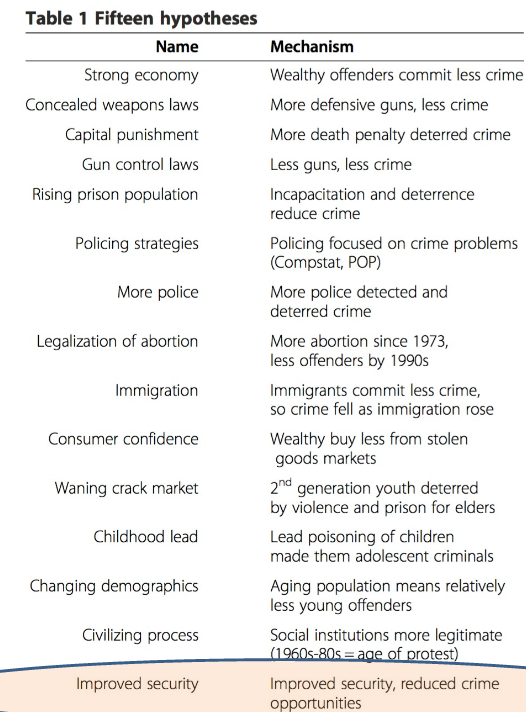 Table 1 Fifteen hypotheses
Name Mechanism
Strong economy Wealthy offenders commit less crime
Concealed weapons laws More defensive guns, less crime
Capital punishment More death penalty deterred crime
Gun control laws Less guns, less crime
Rising prison population Incapacitation and deterrence
reduce crime
Policing strategies Policing focused on crime problems
(Compstat, POP)
More police More police detected and
deterred crime
Legalization of abortion More abortion since 1973,
less offenders by 1990s
Immigration Immigrants commit less crime,
so crime fell as immigration rose
Consumer confidence Wealthy buy less from stolen
goods markets
Waning crack market 2nd generation youth deterred
by violence and prison for elders
Childhood lead Lead poisoning of children
made them adolescent criminals
Changing demographics Aging population means relatively
less young offenders
Civilizing process Social institutions more legitimate
(1960s-80s = age of protest)
Improved security Improved security, reduced crime
opportunities